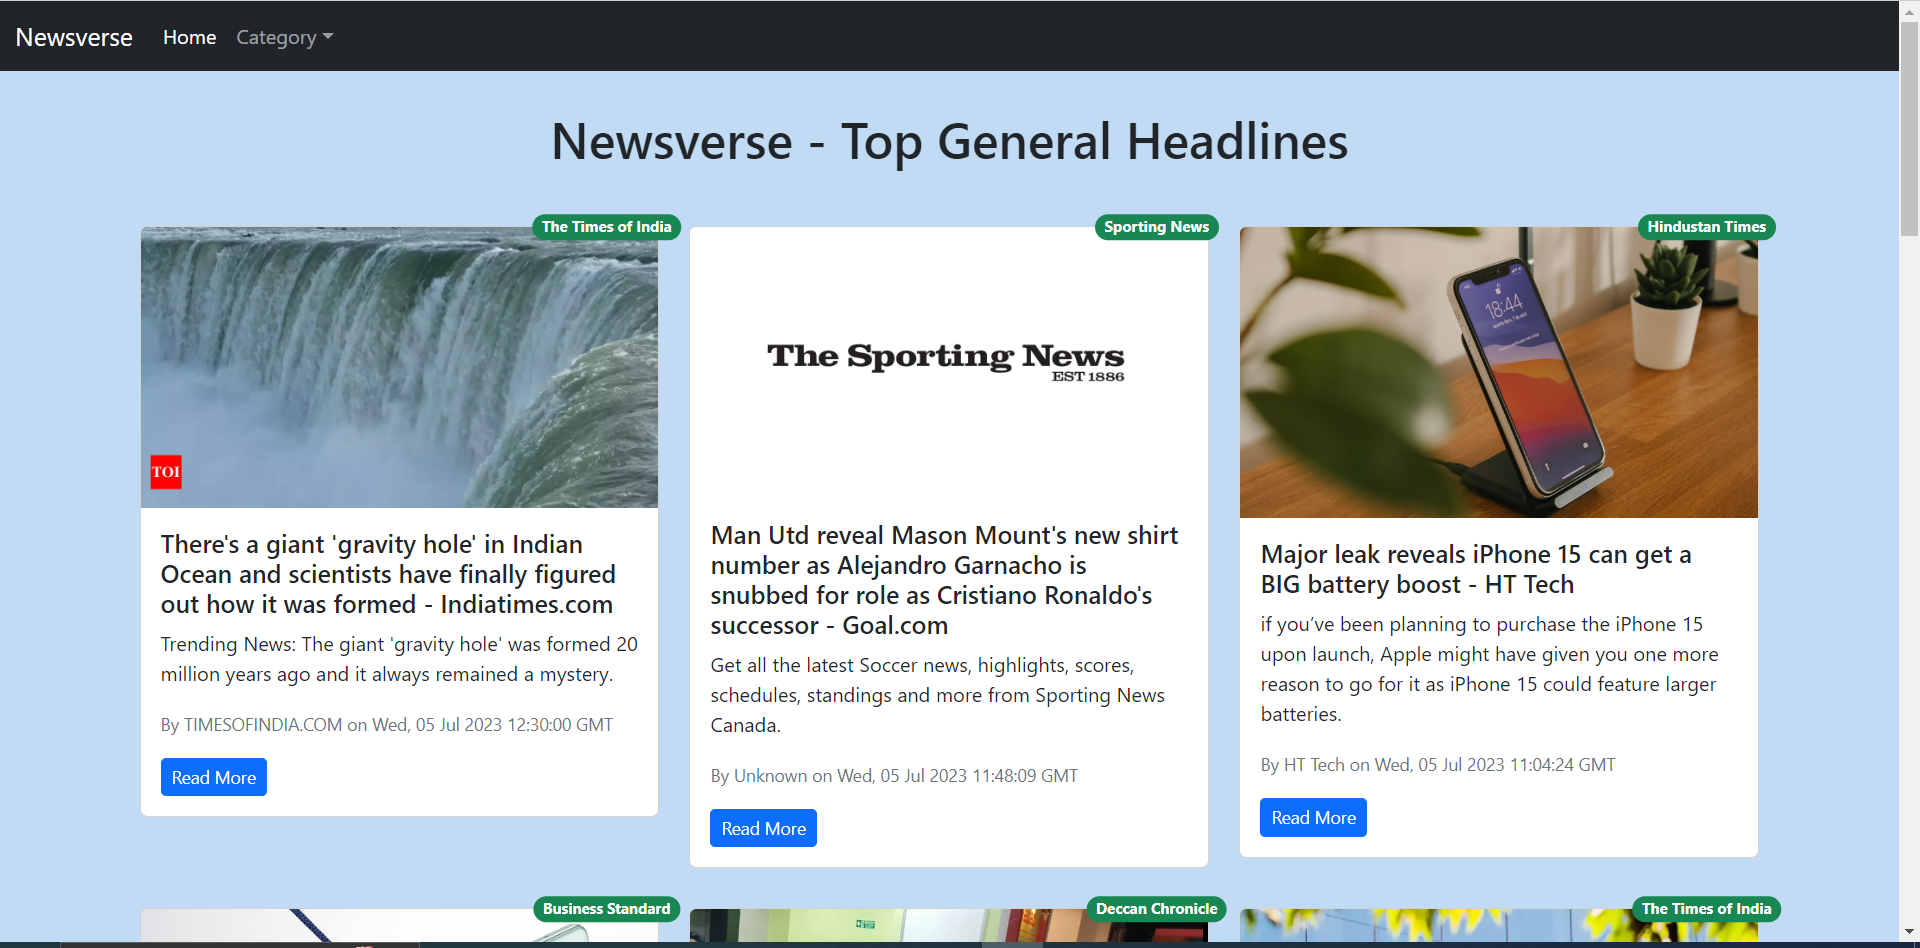 Newsverse Home Category
Newsverse - Top General Headlines
The Times of India
TOI
There's a giant 'gravity hole' in Indian
Ocean and scientists have finally figured
out how it was formed - Indiatimes.com
Trending News: The giant 'gravity hole' was formed 20
million years ago and it always remained a mystery.
By TIMESOFINDIA.COM on Wed, 05 Jul 2023 12:30:00 GMT
Read More
Sporting News
The Sporting News
EST 1886
Man Utd reveal Mason Mount's new shirt
number as Alejandro Garnacho is
snubbed for role as Cristiano Ronaldo's
successor - Goal.com
Get all the latest Soccer news, highlights, scores,
schedules, standings and more from Sporting News
Canada.
By Unknown on Wed, 05 Jul 2023 11:48:09 GMT
Read More
Hindustan Times
18:44
Major leak reveals iPhone 15 can get a
BIG battery boost - HT Tech
if you’ve been planning to purchase the iPhone 15
upon launch, Apple might have given you one more
reason to go for it as iPhone 15 could feature larger
batteries.
By HT Tech on Wed, 05 Jul 2023 11:04:24 GMT
Read More
Business Standard
Deccan Chronicle
The Times of India